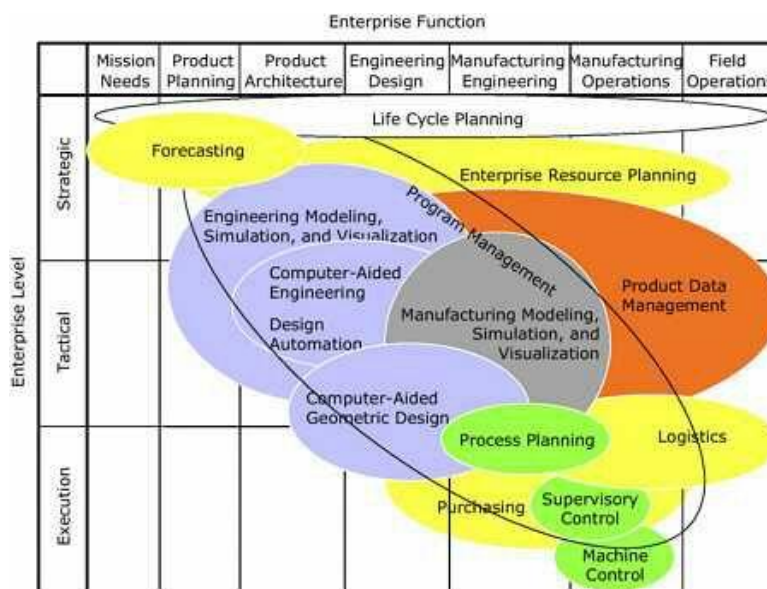 Enterprise Function
Mission Needs
Product Planning
Product Architecture
Engineering Design
Manufacturing Engineering
Manufacturing Operations
Field Operations
Enterprise Level
Strategic
Tactical
Execution
Life Cycle Planning
Forecasting
Enterprise Resource Planning
Program Management
Engineering Modeling,
Simulation, and
Visualization
Product Data
Management
Computer-Aided
Engineering
Design
Automation
Manufacturing Modeling,
Simulation, and
Visualization
Computer-Aided
Geometric Design
Process Planning
Logistics
Purchasing
Supervisory
Control
Machine
Control